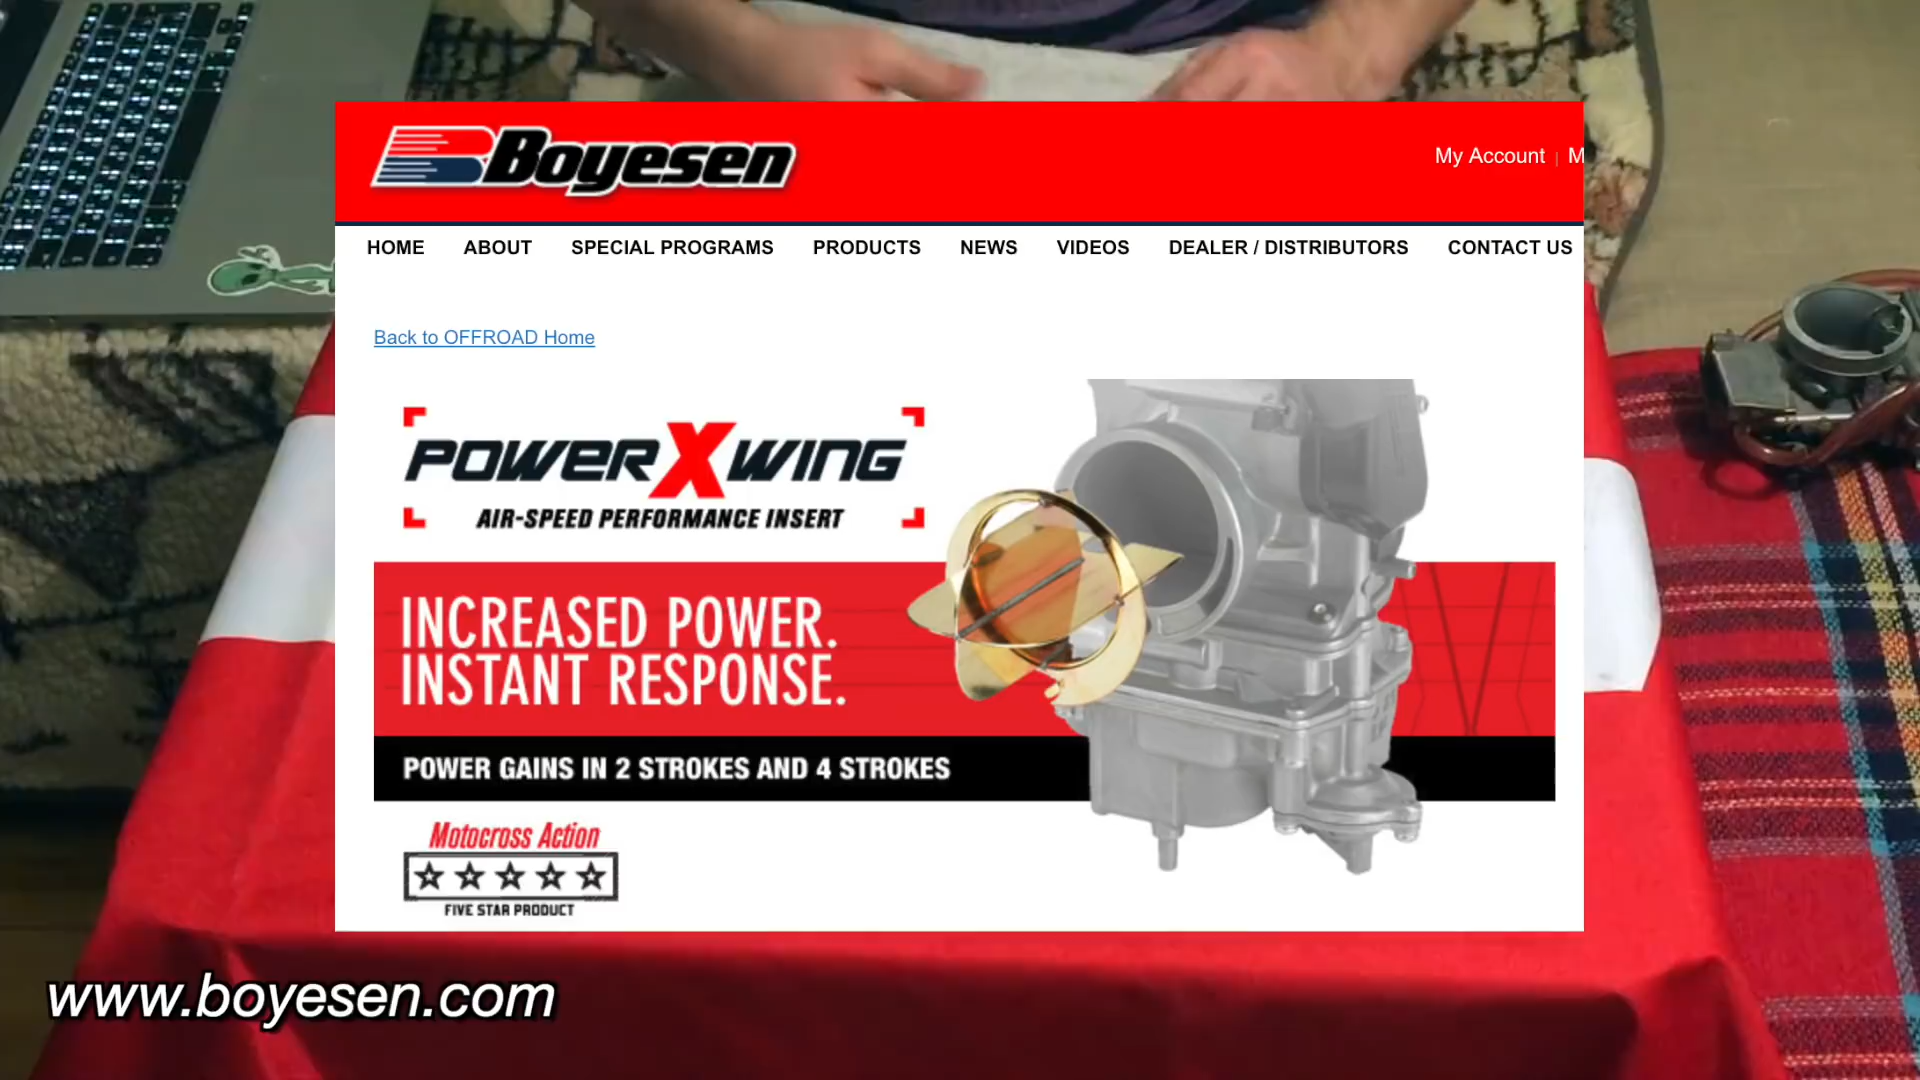 Boyesen
My Account | M
HOME ABOUT SPECIAL PROGRAMS PRODUCTS NEWS VIDEOS DEALER / DISTRIBUTORS CONTACT US
Back to OFFROAD Home
POWER X WING
AIR-SPEED PERFORMANCE INSERT
INCREASED POWER.
INSTANT RESPONSE.
POWER GAINS IN 2 STROKES AND 4 STROKES
Motocross Action
FIVE STAR PRODUCT
www.boyesen.com